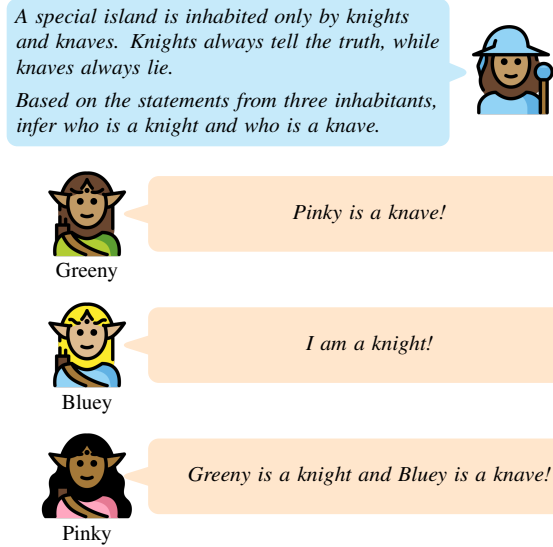 A special island is inhabited only by knights
and knaves. Knights always tell the truth, while
knaves always lie.
Based on the statements from three inhabitants,
infer who is a knight and who is a knave.
Pinky is a knave!
Greeny
I am a knight!
Bluey
Greeny is a knight and Bluey is a knave!
Pinky